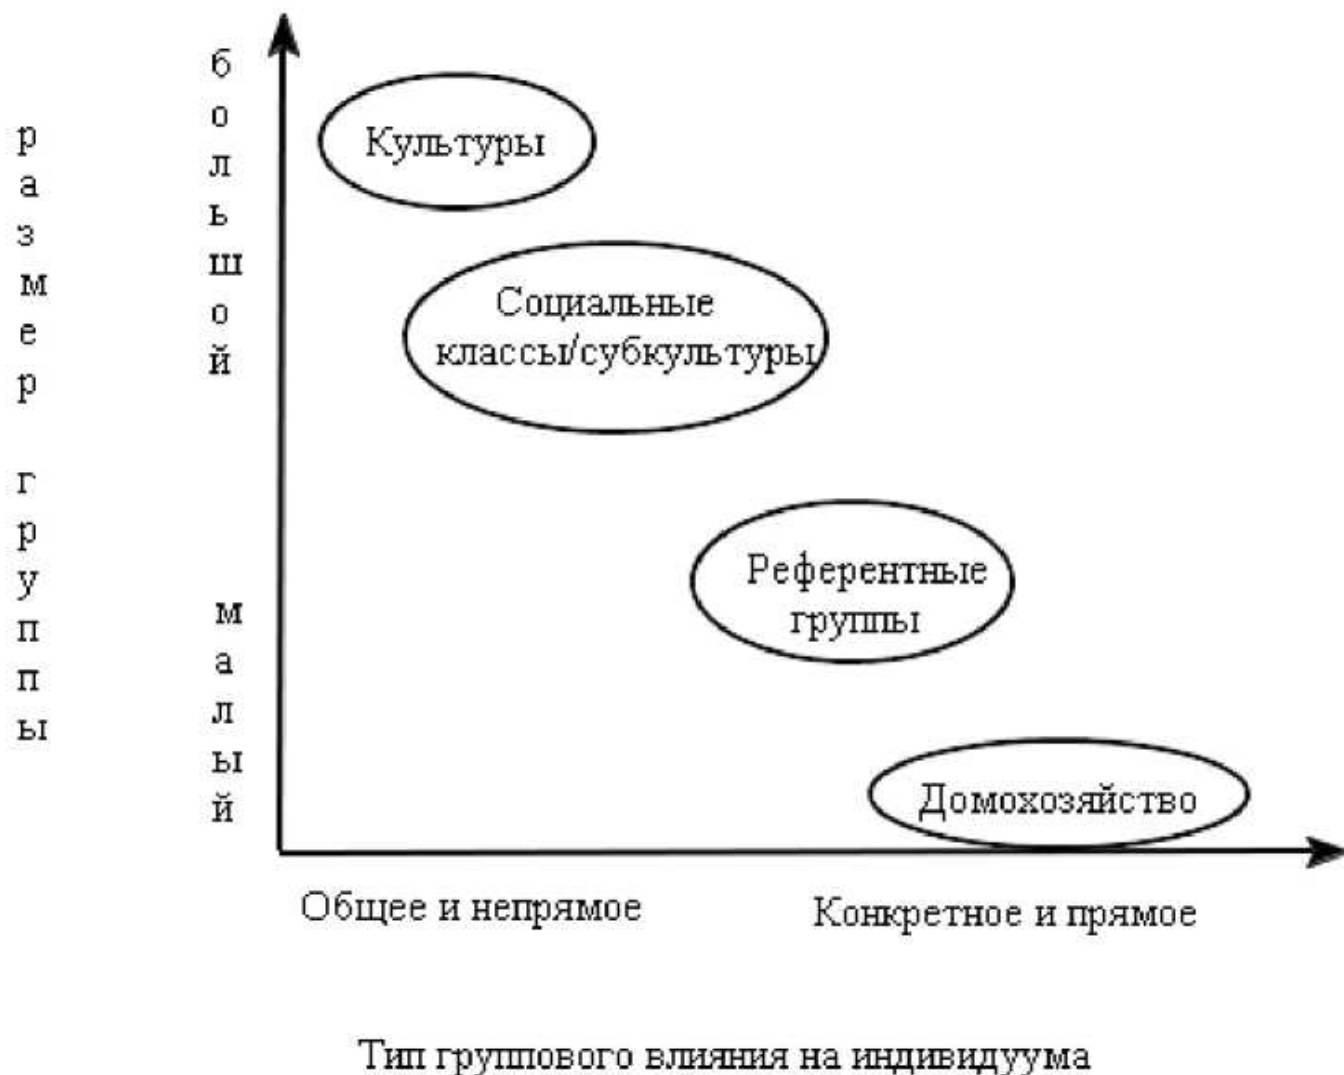 размер группы
большой
малый
Культуры
Социальные
классы/субкультуры
Референтные
группы
Домохозяйство
Общее и непрямое
Конкретное и прямое
Тип группового влияния на индивидуума